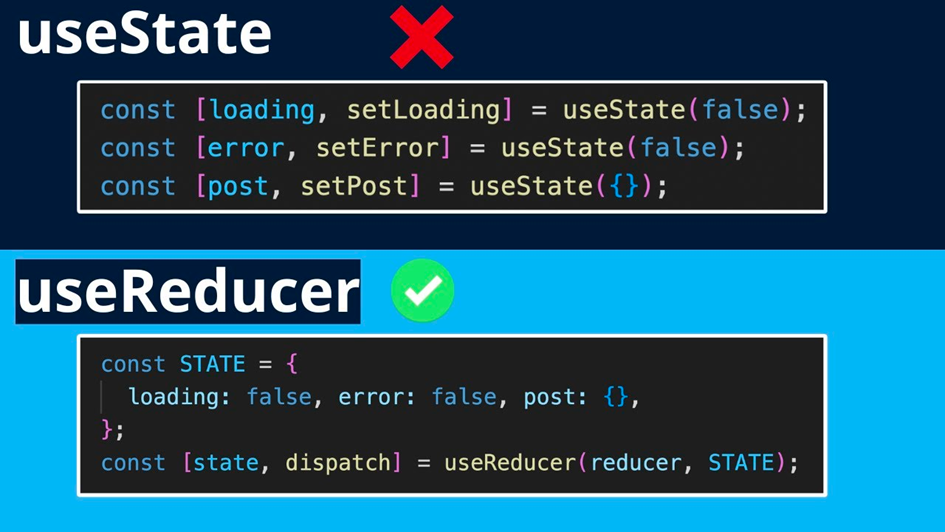 useState
const [loading, setLoading] = useState(false);
const [error, setError] = useState(false);
const [post, setPost] = useState({});
useReducer
const STATE = {
  loading: false, error: false, post: {},
};
const [state, dispatch] = useReducer(reducer, STATE);